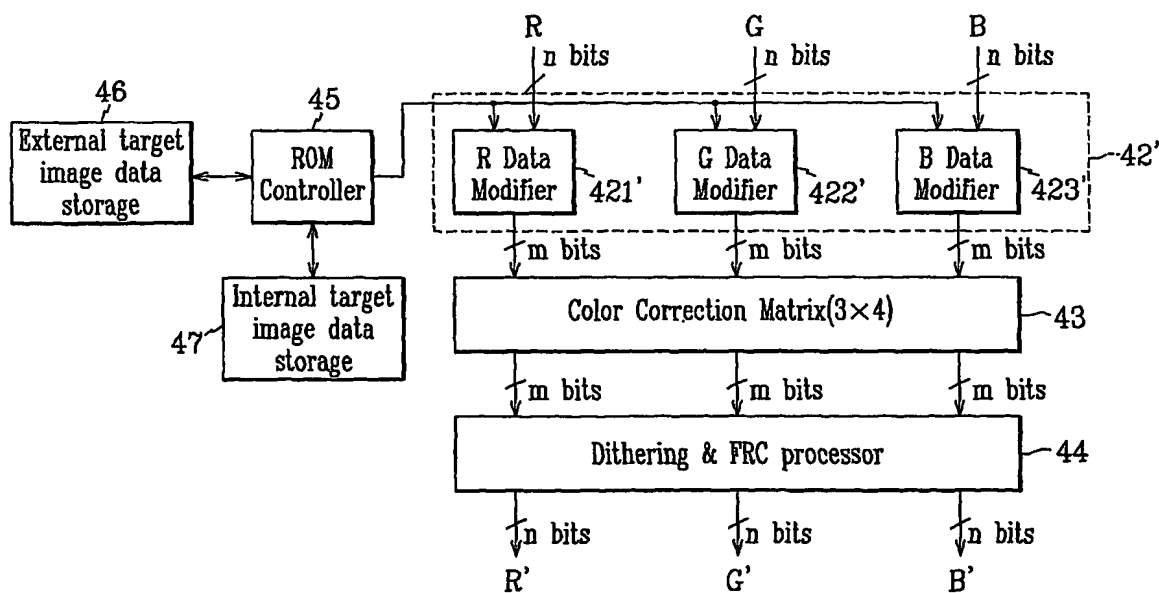 R G B
n bits n bits n bits
46 45
External target
image data
storage
ROM
Controller
R Data
Modifier
421'
G Data
Modifier
422'
B Data
Modifier
423'
42'
m bits m bits m bits
Internal target
image data
storage
47
Color Correction Matrix(3×4)
43
m bits m bits m bits
Dithering & FRC processor
44
n bits n bits n bits
R' G' B'